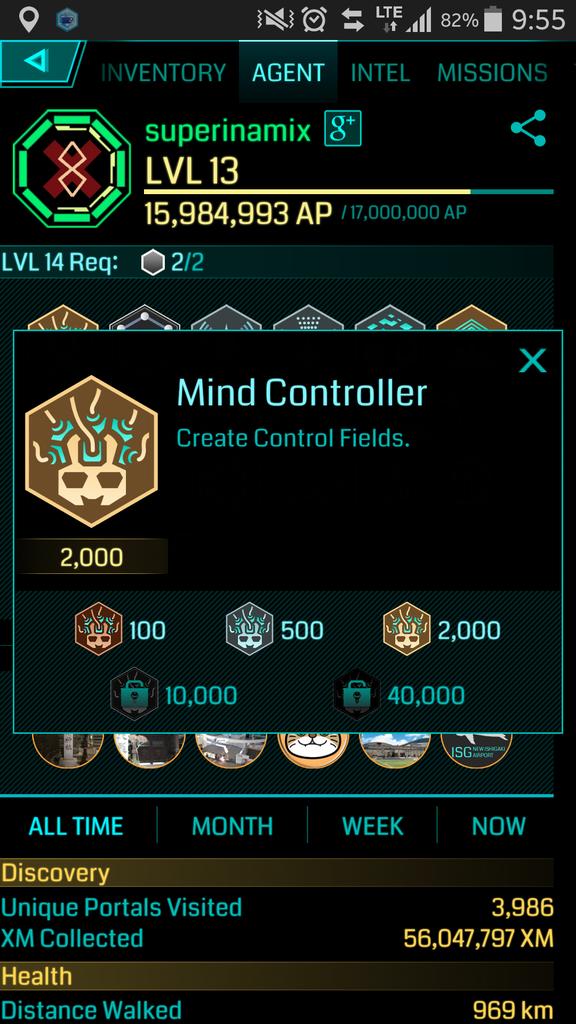 LTE 82% 9:55
INVENTORY AGENT INTEL MISSIONS
superinamix g+
LVL 13
15,984,993 AP / 17,000,000 AP
LVL 14 Req: 2/2
Mind Controller
Create Control Fields.
2,000
100 500 2,000
10,000 40,000
ISG NEW ISHIGAKI AIRPORT
ALL TIME MONTH WEEK NOW
Discovery
Unique Portals Visited 3,986
XM Collected 56,047,797 XM
Health
Distance Walked 969 km